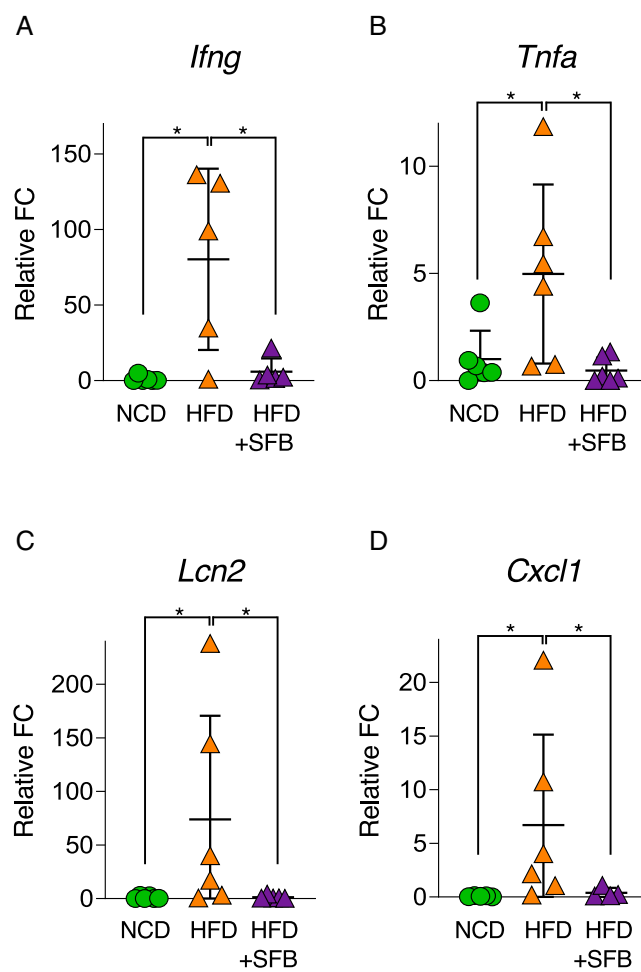 A
Ifng
Relative FC
150
100
50
0
* *
NCD HFD HFD
+SFB
B
Tnfa
Relative FC
10
5
0
* *
NCD HFD HFD
+SFB
C
Lcn2
Relative FC
200
150
100
50
0
* *
NCD HFD HFD
+SFB
D
Cxcl1
Relative FC
20
15
10
5
0
* *
NCD HFD HFD
+SFB